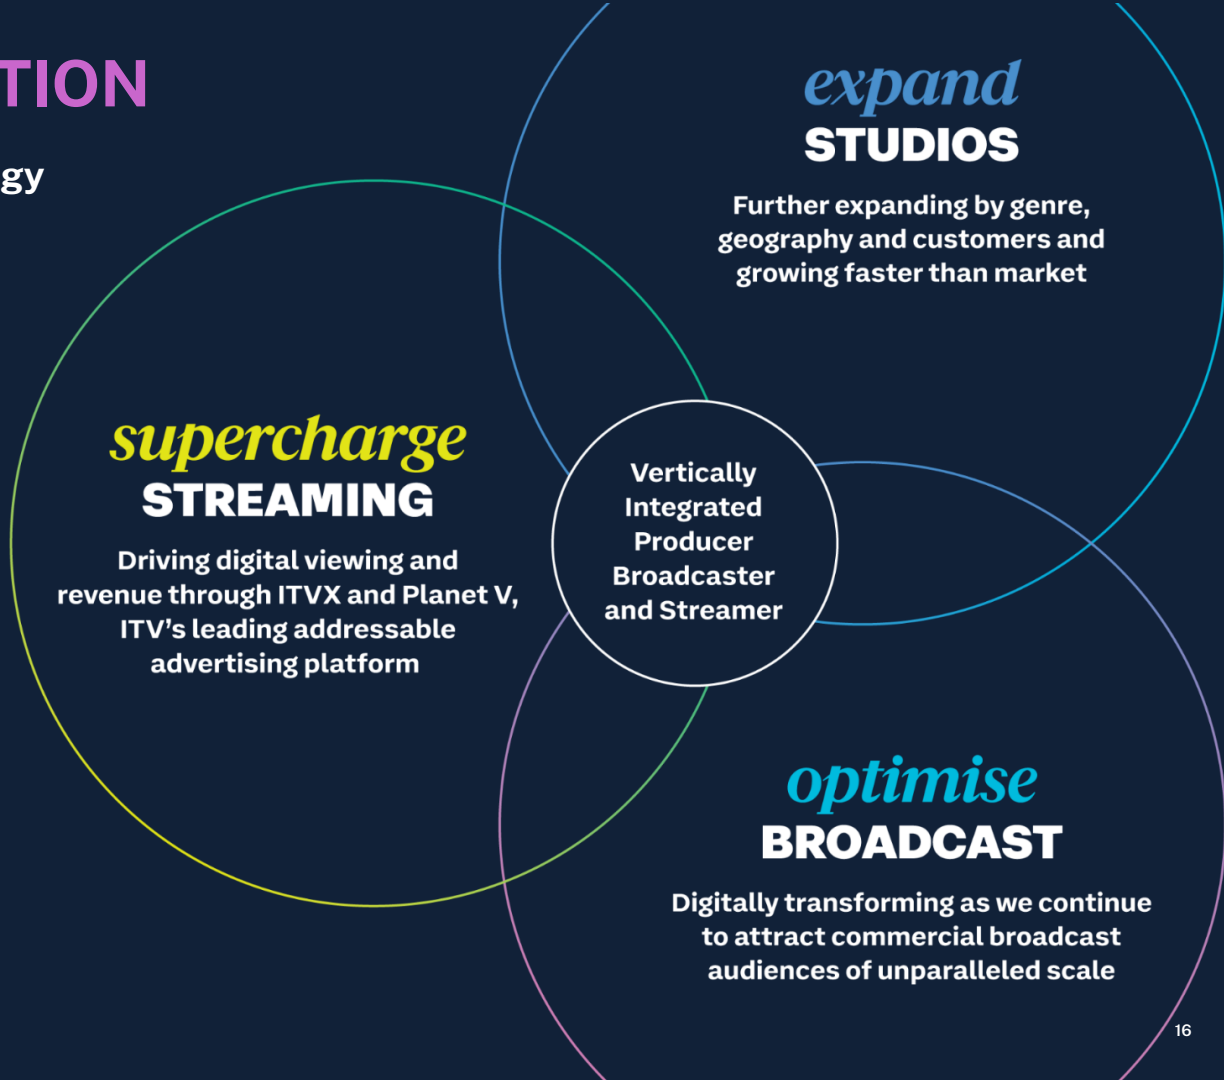 TION
gy
expand
STUDIOS
Further expanding by genre,
geography and customers and
growing faster than market
supercharge
STREAMING
Driving digital viewing and
revenue through ITVX and Planet V,
ITV’s leading addressable
advertising platform
Vertically
Integrated
Producer
Broadcaster
and Streamer
optimise
BROADCAST
Digitally transforming as we continue
to attract commercial broadcast
audiences of unparalleled scale
16